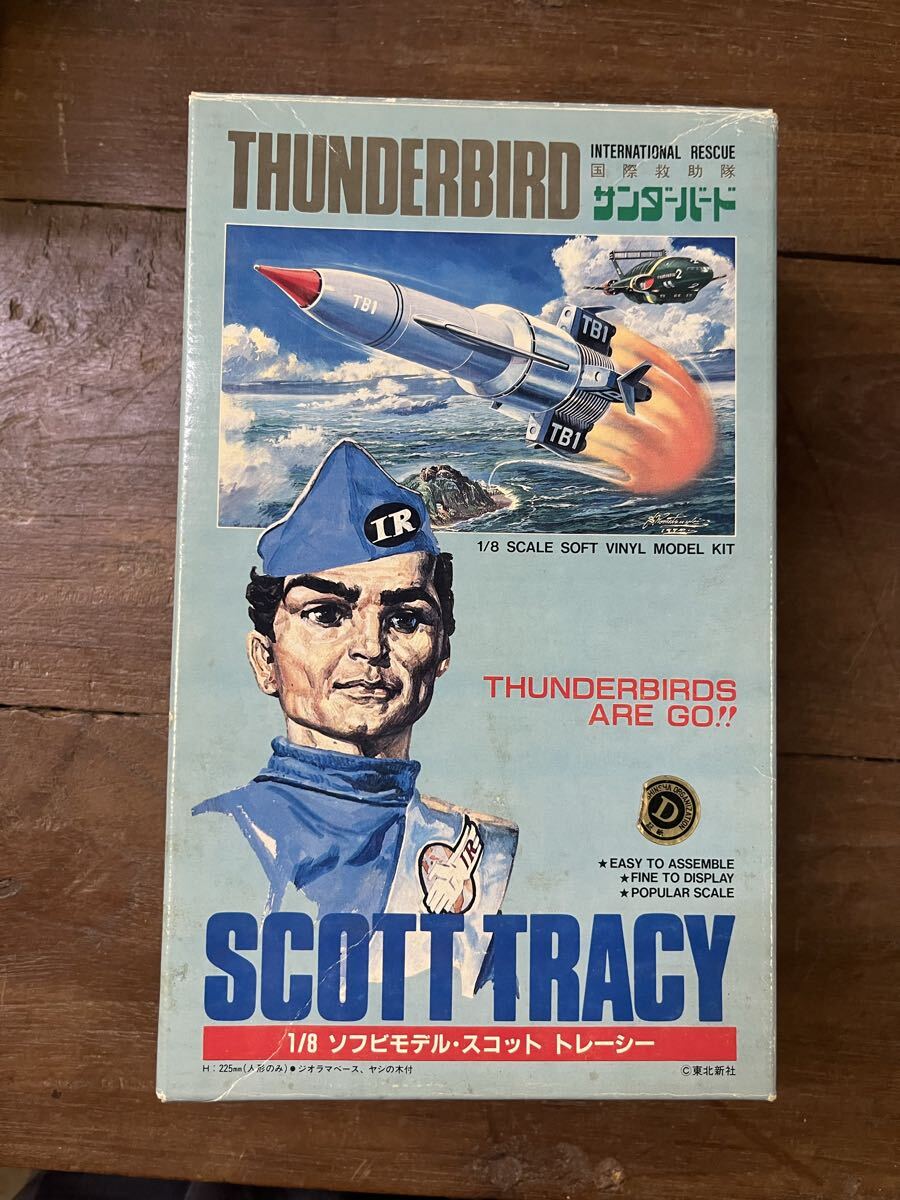 THUNDERBIRD
INTERNATIONAL RESCUE
国際救助隊
サンダーバード
TB1
2
TB1
TB1
IR
1/8 SCALE SOFT VINYL MODEL KIT
THUNDERBIRDS
ARE GO!!
D
ORGANIZATION
★EASY TO ASSEMBLE
★FINE TO DISPLAY
★POPULAR SCALE
IR
SCOTT TRACY
1/8 ソフビモデル・スコット トレーシー
H：225mm(人形のみ)●ジオラマベース、ヤシの木付
©東北新社